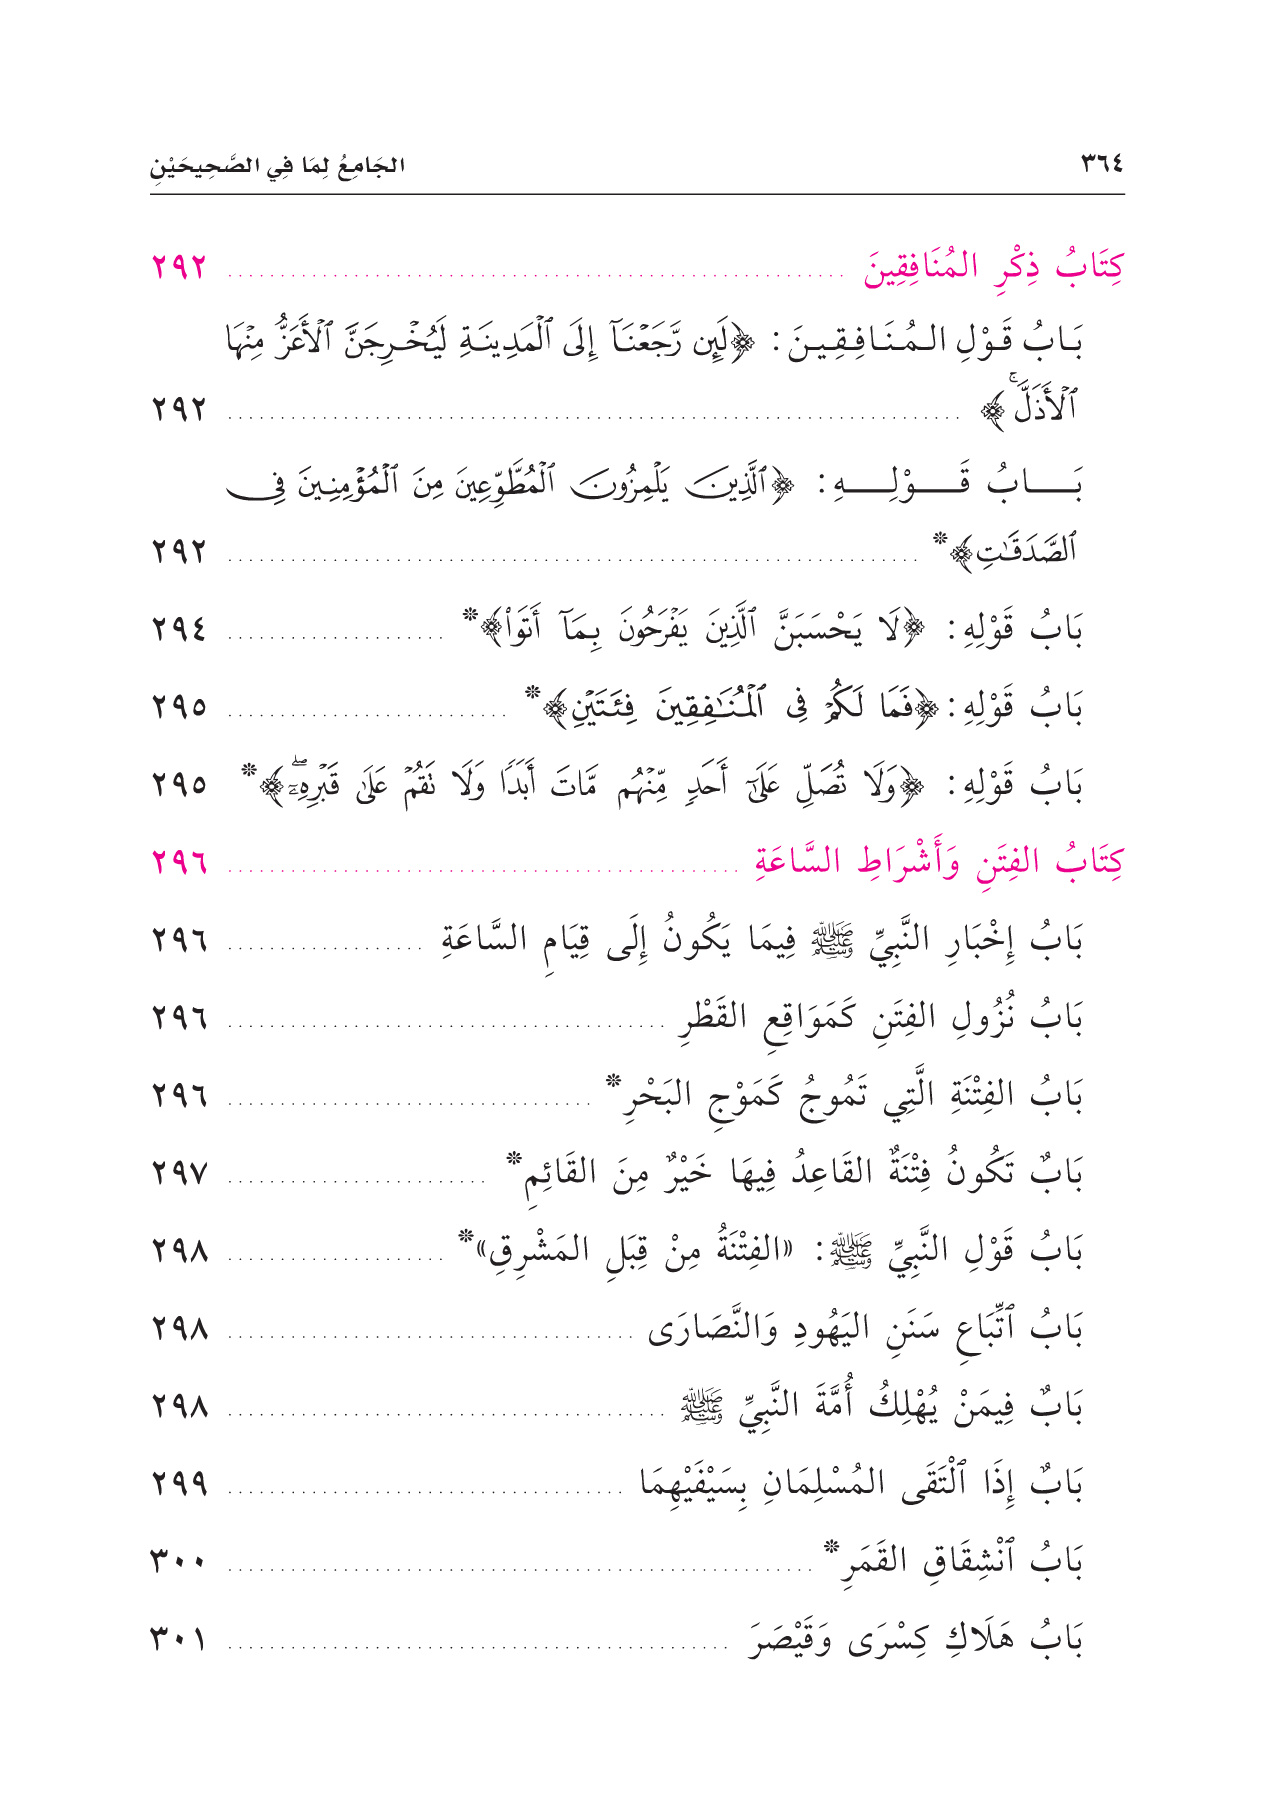 ٣٦٤ الجَامِعُ لِمَا فِي الصَّحِيحَيْنِ
كِتَابُ ذِكْرِ المُنَافِقِينَ ................ ٢٩٢
بَابُ قَوْلِ المُنَافِقِينَ: ﴿لَئِن رَّجَعۡنَآ إِلَى ٱلۡمَدِينَةِ لَيُخۡرِجَنَّ ٱلۡأَعَزُّ مِنۡهَا
ٱلۡأَذَلَّۚ﴾ ................ ٢٩٢
بَابُ قَوْلِهِ: ﴿ٱلَّذِينَ يَلۡمِزُونَ ٱلۡمُطَّوِّعِينَ مِنَ ٱلۡمُؤۡمِنِينَ فِي
ٱلصَّدَقَٰتِ﴾* ................ ٢٩٢
بَابُ قَوْلِهِ: ﴿لَا يَحۡسَبَنَّ ٱلَّذِينَ يَفۡرَحُونَ بِمَآ أَتَواْ﴾* ................ ٢٩٤
بَابُ قَوْلِهِ: ﴿فَمَا لَكُمۡ فِي ٱلۡمُنَٰفِقِينَ فِئَتَيۡنِ﴾* ................ ٢٩٥
بَابُ قَوْلِهِ: ﴿وَلَا تُصَلِّ عَلَىٰٓ أَحَدٖ مِّنۡهُم مَّاتَ أَبَدٗا وَلَا تَقُمۡ عَلَىٰ قَبۡرِهِۦٓۖ﴾* ٢٩٥
كِتَابُ الفِتَنِ وَأَشْرَاطِ السَّاعَةِ ................ ٢٩٦
بَابُ إِخْبَارِ النَّبِيِّ ﷺ فِيمَا يَكُونُ إِلَى قِيَامِ السَّاعَةِ ................ ٢٩٦
بَابُ نُزُولِ الفِتَنِ كَمَوَاقِعِ القَطْرِ ................ ٢٩٦
بَابُ الفِتْنَةِ الَّتِي تَمُوجُ كَمَوْجِ البَحْرِ* ................ ٢٩٦
بَابٌ تَكُونُ فِتْنَةٌ القَاعِدُ فِيهَا خَيْرٌ مِنَ القَائِمِ* ................ ٢٩٧
بَابُ قَوْلِ النَّبِيِّ ﷺ: «الفِتْنَةُ مِنْ قِبَلِ المَشْرِقِ»* ................ ٢٩٨
بَابُ ٱتِّبَاعِ سَنَنِ اليَهُودِ وَالنَّصَارَى ................ ٢٩٨
بَابٌ فِيمَنْ يُهْلِكُ أُمَّةَ النَّبِيِّ ﷺ ................ ٢٩٨
بَابٌ إِذَا ٱلْتَقَى المُسْلِمَانِ بِسَيْفَيْهِمَا ................ ٢٩٩
بَابُ ٱنْشِقَاقِ القَمَرِ* ................ ٣٠٠
بَابُ هَلَاكِ كِسْرَى وَقَيْصَرَ ................ ٣٠١